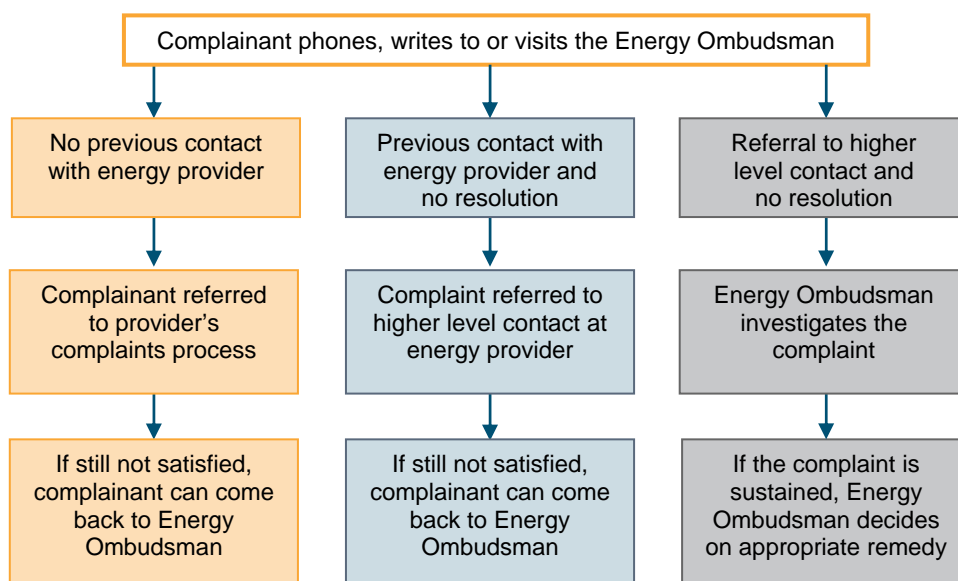 Complainant phones, writes to or visits the Energy Ombudsman
No previous contact
with energy provider
Previous contact with
energy provider and
no resolution
Referral to higher
level contact and
no resolution
Complainant referred
to provider’s
complaints process
Complaint referred to
higher level contact at
energy provider
Energy Ombudsman
investigates the
complaint
If still not satisfied,
complainant can come
back to Energy
Ombudsman
If still not satisfied,
complainant can come
back to Energy
Ombudsman
If the complaint is
sustained, Energy
Ombudsman decides
on appropriate remedy